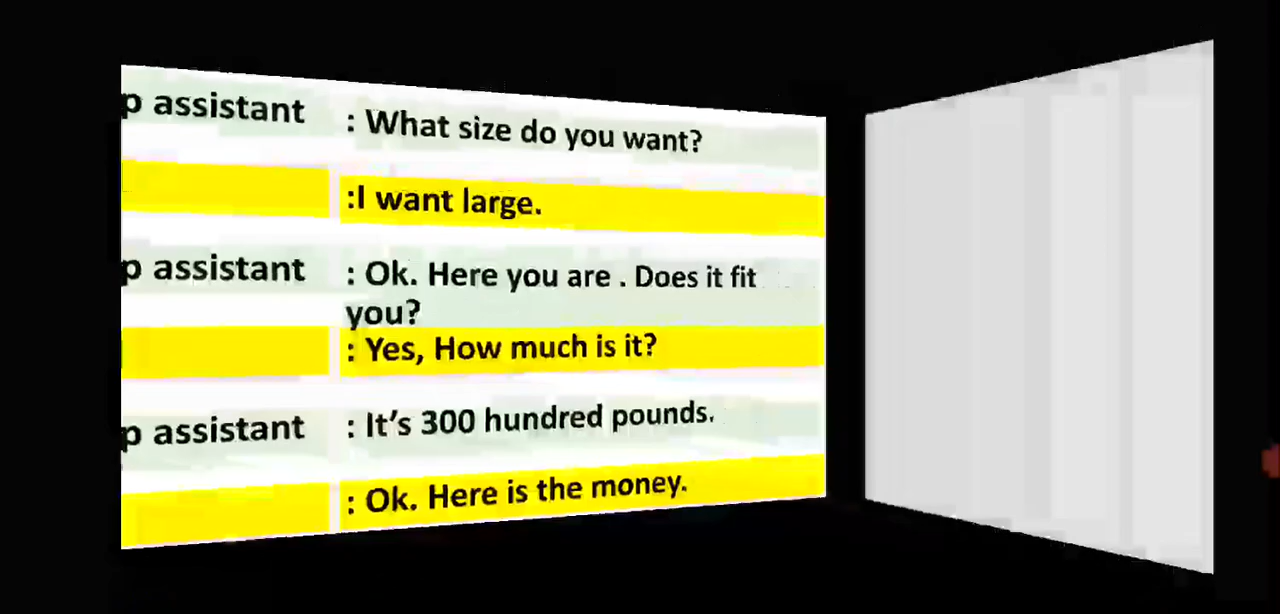 p assistant : What size do you want?
:I want large.
p assistant : Ok. Here you are . Does it fit
you?
: Yes, How much is it?
p assistant : It's 300 hundred pounds.
: Ok. Here is the money.